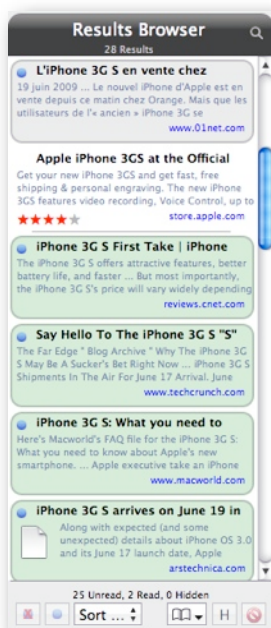 Results Browser
28 Results
L'iPhone 3G S en vente chez
19 juin 2009 ... Le nouvel iPhone d'Apple est en
vente depuis ce matin chez Orange. Mais que les
utilisateurs de l'« ancien » iPhone 3G se
www.01net.com
Apple iPhone 3GS at the Official
Get your new iPhone 3GS and get fast, free
shipping & personal engraving. The new iPhone
3GS features video recording, Voice Control, up to
store.apple.com
iPhone 3G S First Take | iPhone
The iPhone 3G S offers attractive features, better
battery life, and faster ... But most importantly,
the iPhone 3G S's price will vary widely depending
reviews.cnet.com
Say Hello To The iPhone 3G S "S"
The Far Edge " Blog Archive " Why The iPhone 3G
S May Be A Sucker's Bet Right Now ... iPhone 3G S
Shipments In The Air For June 17 Arrival. June
www.techcrunch.com
iPhone 3G S: What you need to
Here's Macworld's FAQ file for the iPhone 3G S:
What you need to know about Apple's new
smartphone. ... Apple executive take an iPhone
www.macworld.com
iPhone 3G S arrives on June 19 in
Along with expected (and some
unexpected) details about iPhone OS 3.0
and its June 17 launch date, Apple
arstechnica.com
25 Unread, 2 Read, 0 Hidden
Sort ... H